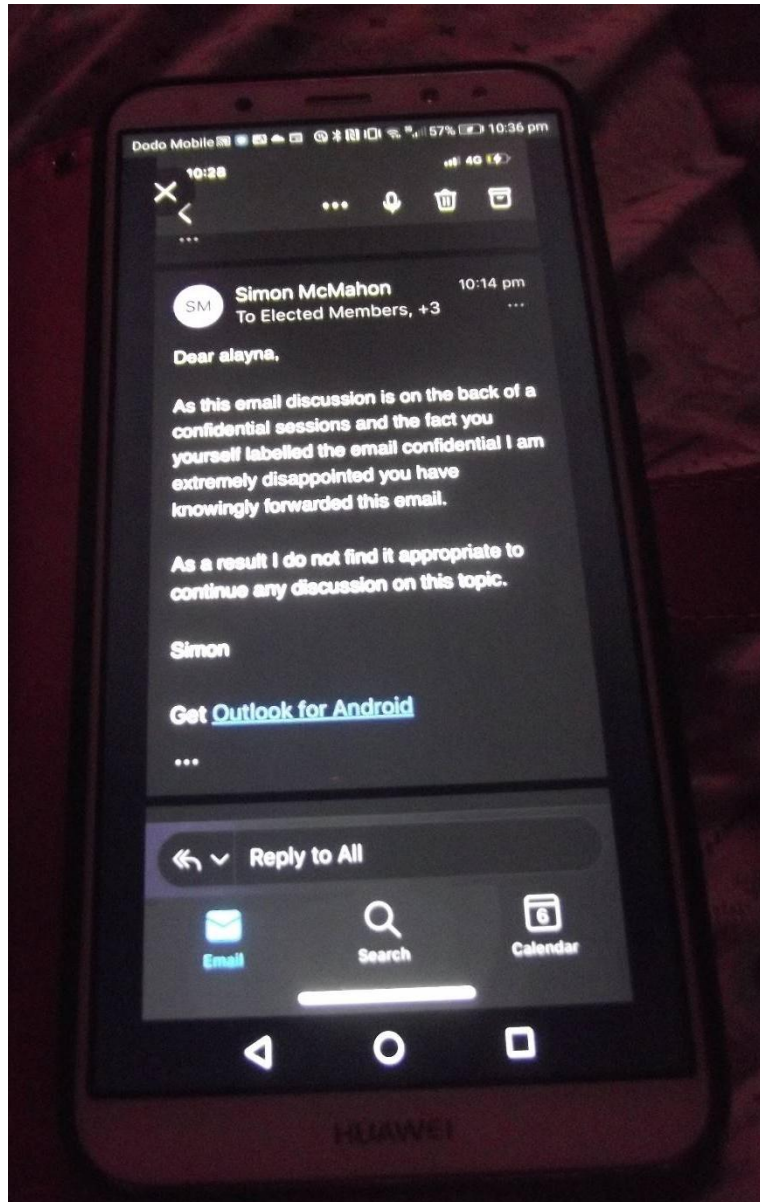 Dodo Mobile 57% 10:36 pm
10:28 4G
SM Simon McMahon 10:14 pm
To Elected Members, +3
Dear alayna,
As this email discussion is on the back of a
confidential sessions and the fact you
yourself labelled the email confidential I am
extremely disappointed you have
knowingly forwarded this email.
As a result I do not find it appropriate to
continue any discussion on this topic.
Simon
Get Outlook for Android
Reply to All
6
Email Search Calendar
HUAWEI